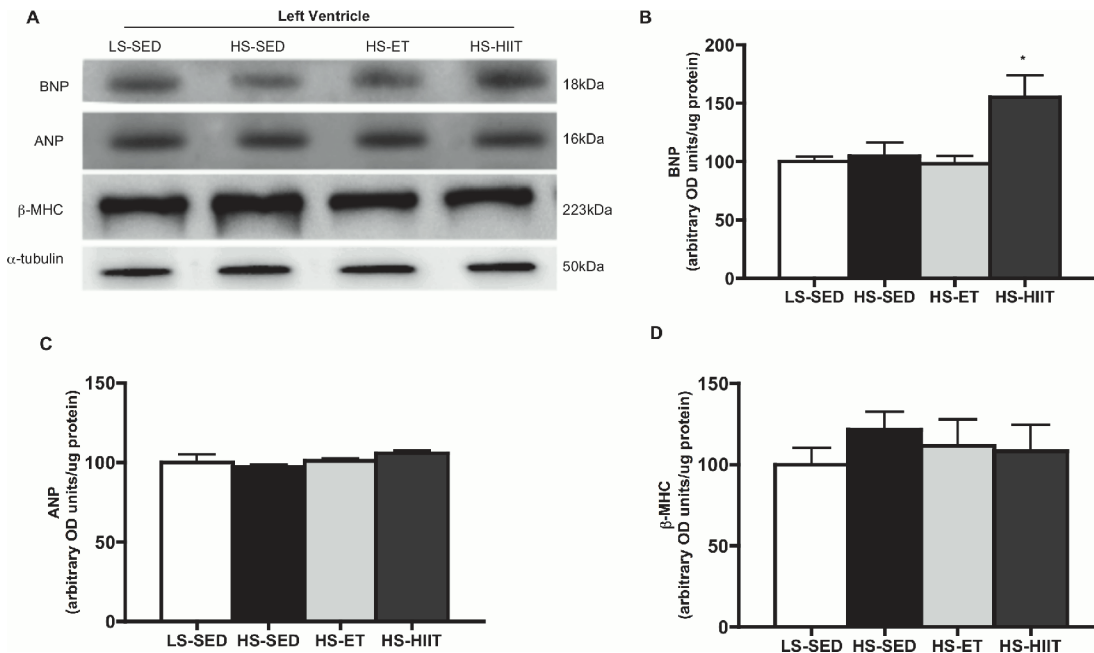 A
Left Ventricle
LS-SED HS-SED HS-ET HS-HIIT
BNP 18kDa
ANP 16kDa
β-MHC 223kDa
α-tubulin 50kDa
B
BNP
(arbitrary OD units/ug protein)
200
150
100
50
0
*
LS-SED HS-SED HS-ET HS-HIIT
C
ANP
(arbitrary OD units/ug protein)
150
100
50
0
LS-SED HS-SED HS-ET HS-HIIT
D
β-MHC
(arbitrary OD units/ug protein)
150
100
50
0
LS-SED HS-SED HS-ET HS-HIIT